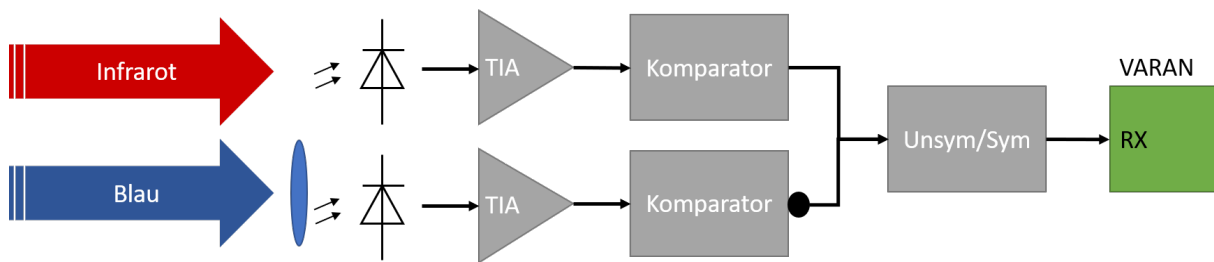 Infrarot
TIA
Komparator
VARAN
Unsym/Sym
RX
Blau
TIA
Komparator